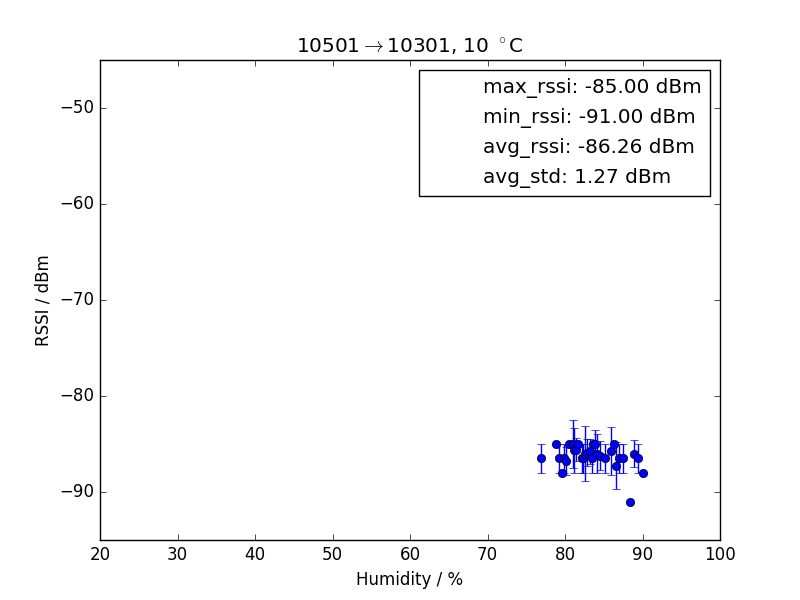 10501→10301, 10 °C
max_rssi: -85.00 dBm
min_rssi: -91.00 dBm
avg_rssi: -86.26 dBm
avg_std: 1.27 dBm
−50
−60
−70
−80
−90
RSSI / dBm
20 30 40 50 60 70 80 90 100
Humidity / %